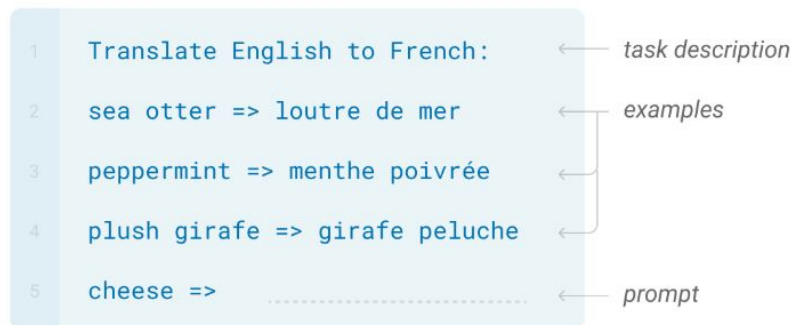 1 Translate English to French: task description
2 sea otter => loutre de mer examples
3 peppermint => menthe poivrée
4 plush girafe => girafe peluche
5 cheese => prompt